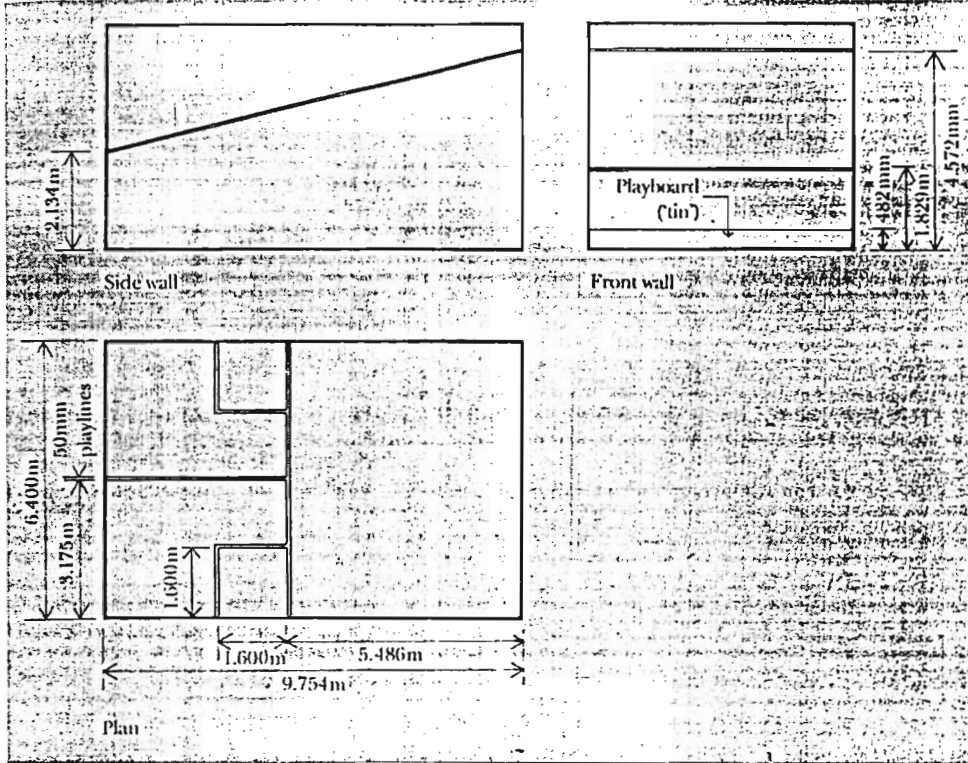 2.134m
Side wall
Playboard
('tin')
482mm
1.829m
4.572mm
Front wall
6.400m
50mm
playlines
3.175m
1.600m
1.600m
5.486m
9.754m
Plan